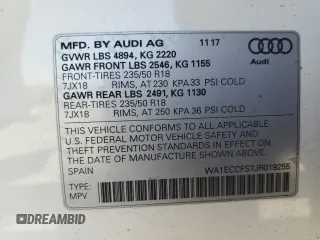 MFD. BY AUDI AG 11 17
GVWR LBS 4894, KG 2220
GAWR FRONT LBS 2546, KG 1155
FRONT-TIRES 235/50 R18
7JX18 RIMS, AT 230 KPA 33 PSI COLD
GAWR REAR LBS 2491, KG 1130
REAR-TIRES 235/50 R18
7JX18 RIMS, AT 250 KPA 36 PSI COLD
Audi
THIS VEHICLE CONFORMS TO ALL APPLICABLE
U.S. FEDERAL MOTOR VEHICLE SAFETY
AND THEFT PREVENTION STANDARDS IN
EFFECT ON THE DATE OF MANUFACTURE
SHOWN ABOVE.
SPAIN WA1ECCFS7JR019255
TYPE:
MPV
WWW.DREAMBID.COM